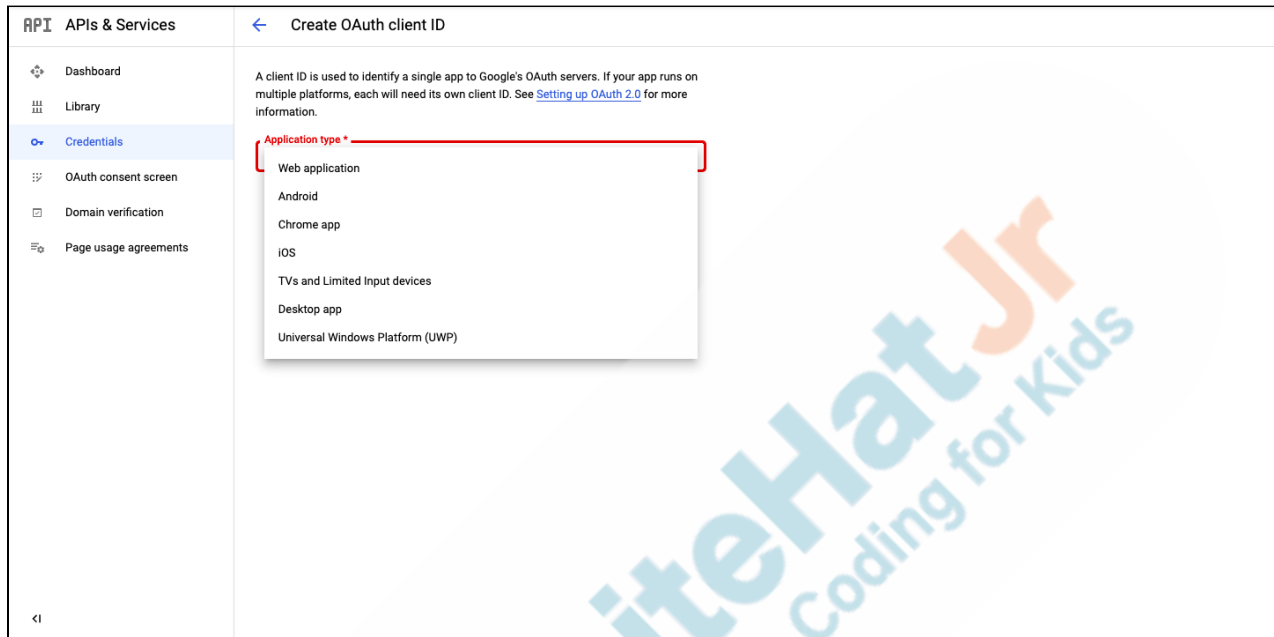 API APIs & Services
Create OAuth client ID
Dashboard
Library
Credentials
OAuth consent screen
Domain verification
Page usage agreements
A client ID is used to identify a single app to Google's OAuth servers. If your app runs on
multiple platforms, each will need its own client ID. See Setting up OAuth 2.0 for more
information.
Application type *
Web application
Android
Chrome app
iOS
TVs and Limited Input devices
Desktop app
Universal Windows Platform (UWP)
iteHat Jr
Coding for Kids